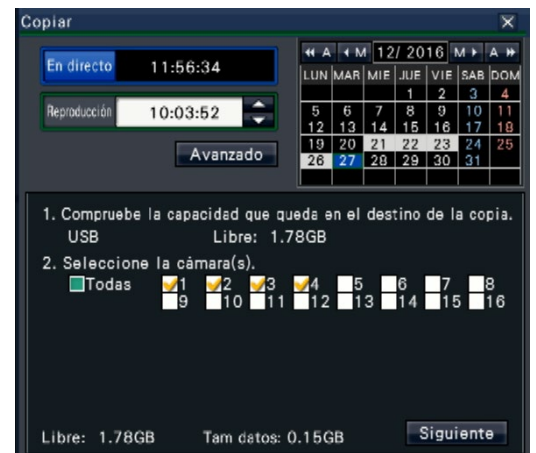 Copiar
En directo 11:56:34
Reproducción 10:03:52
Avanzado
A M 12/ 2016 M A
LUN MAR MIE JUE VIE SAB DOM
1 2 3 4
5 6 7 8 9 10 11
12 13 14 15 16 17 18
19 20 21 22 23 24 25
26 27 28 29 30 31
1. Compruebe la capacidad que queda en el destino de la copia.
USB Libre: 1.78GB
2. Seleccione la cámara(s).
Todas 1 2 3 4 5 6 7 8
9 10 11 12 13 14 15 16
Libre: 1.78GB Tam datos: 0.15GB Siguiente